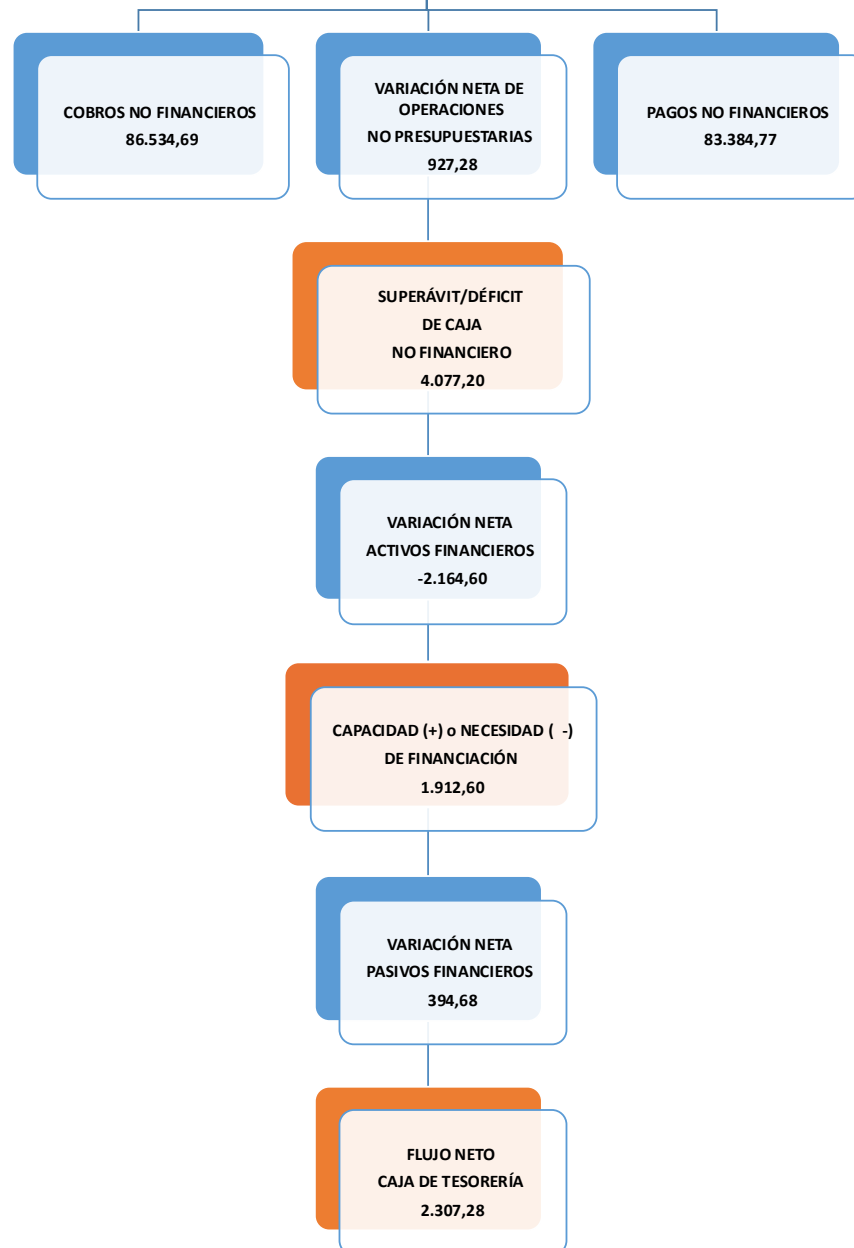 COBROS NO FINANCIEROS
86.534,69
VARIACIÓN NETA DE
OPERACIONES
NO PRESUPUESTARIAS
927,28
PAGOS NO FINANCIEROS
83.384,77
SUPERÁVIT/DÉFICIT
DE CAJA
NO FINANCIERO
4.077,20
VARIACIÓN NETA
ACTIVOS FINANCIEROS
-2.164,60
CAPACIDAD (+) o NECESIDAD ( -)
DE FINANCIACIÓN
1.912,60
VARIACIÓN NETA
PASIVOS FINANCIEROS
394,68
FLUJO NETO
CAJA DE TESORERÍA
2.307,28